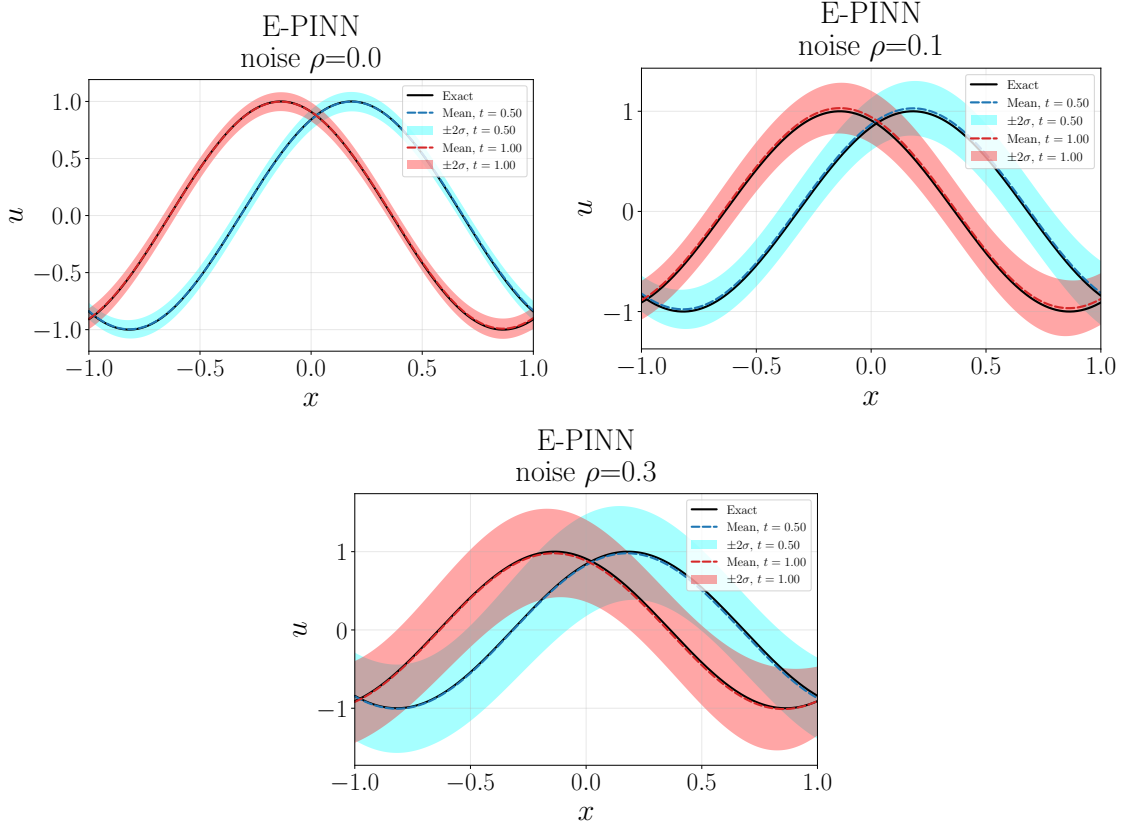 E-PINN
noise ρ=0.0
1.0
0.5
0.0
−0.5
−1.0
u
−1.0 −0.5 0.0 0.5 1.0
x
Exact
Mean, t = 0.50
±2σ, t = 0.50
Mean, t = 1.00
±2σ, t = 1.00
E-PINN
noise ρ=0.1
1
0
−1
u
−1.0 −0.5 0.0 0.5 1.0
x
Exact
Mean, t = 0.50
±2σ, t = 0.50
Mean, t = 1.00
±2σ, t = 1.00
E-PINN
noise ρ=0.3
1
0
−1
u
−1.0 −0.5 0.0 0.5 1.0
x
Exact
Mean, t = 0.50
±2σ, t = 0.50
Mean, t = 1.00
±2σ, t = 1.00